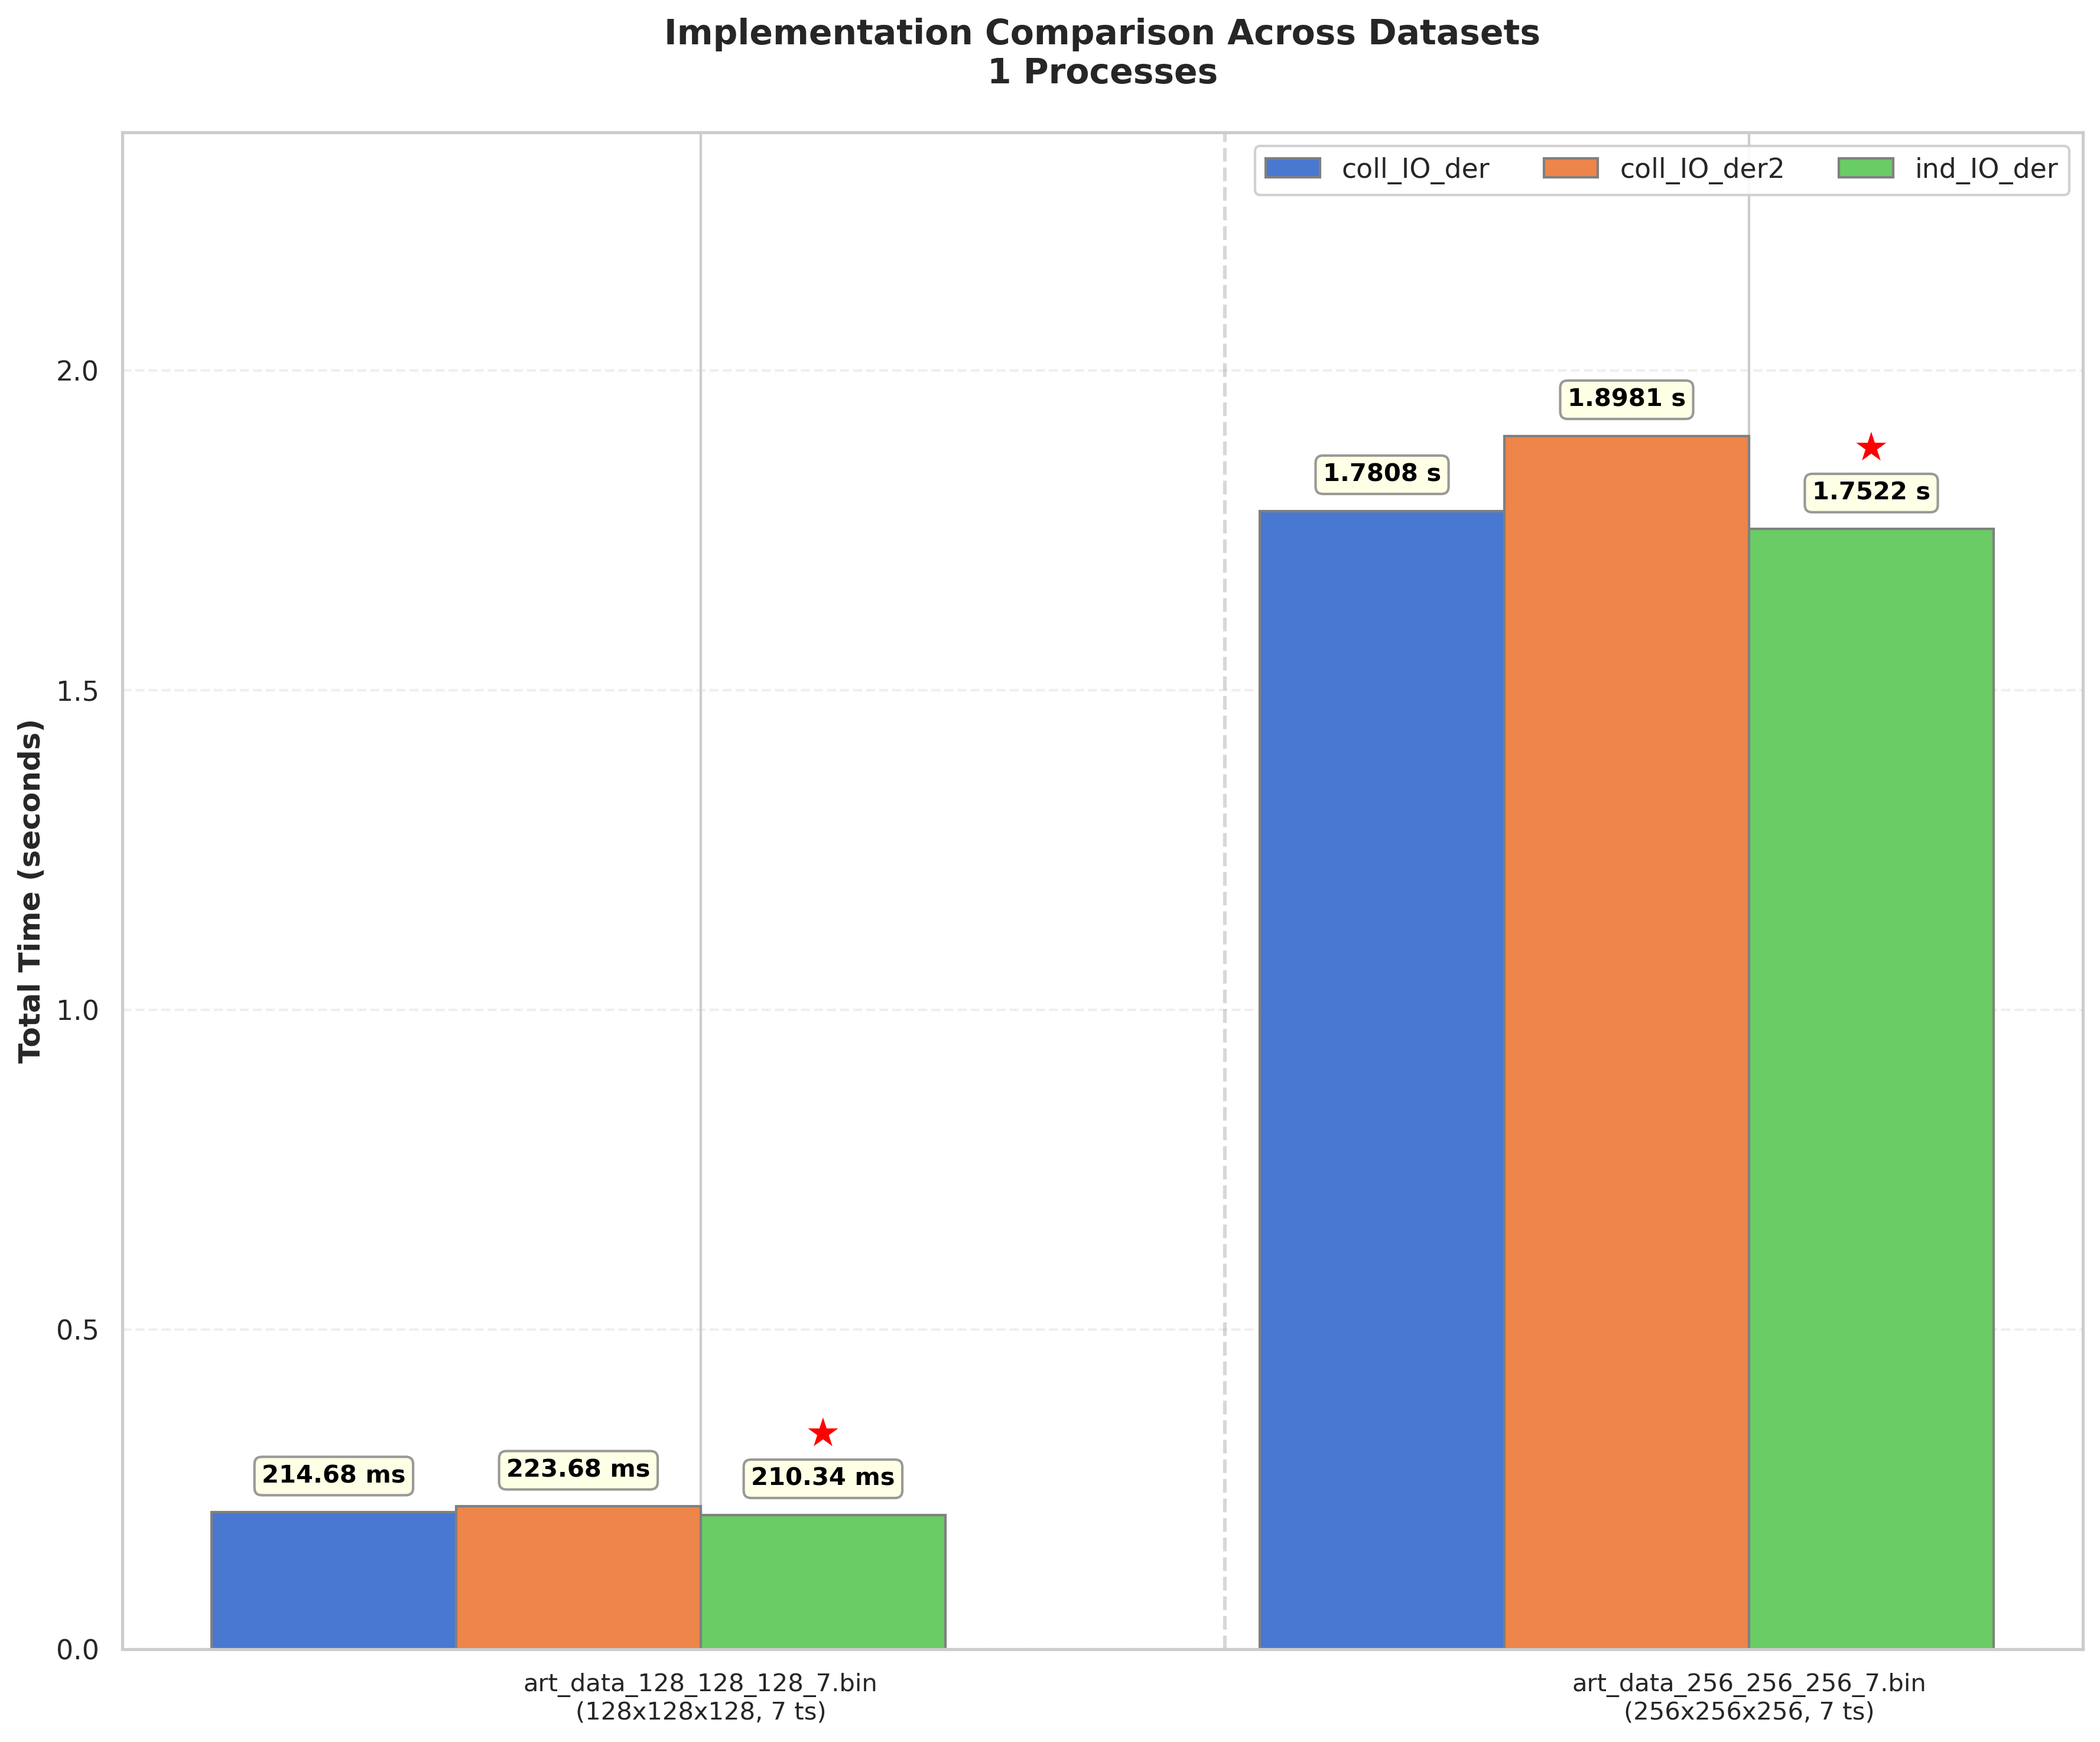 Implementation Comparison Across Datasets
1 Processes
coll_IO_der
coll_IO_der2
ind_IO_der
Total Time (seconds)
2.0
1.5
1.0
0.5
0.0
214.68 ms
223.68 ms
210.34 ms
1.7808 s
1.8981 s
1.7522 s
art_data_128_128_128_7.bin
(128x128x128, 7 ts)
art_data_256_256_256_7.bin
(256x256x256, 7 ts)